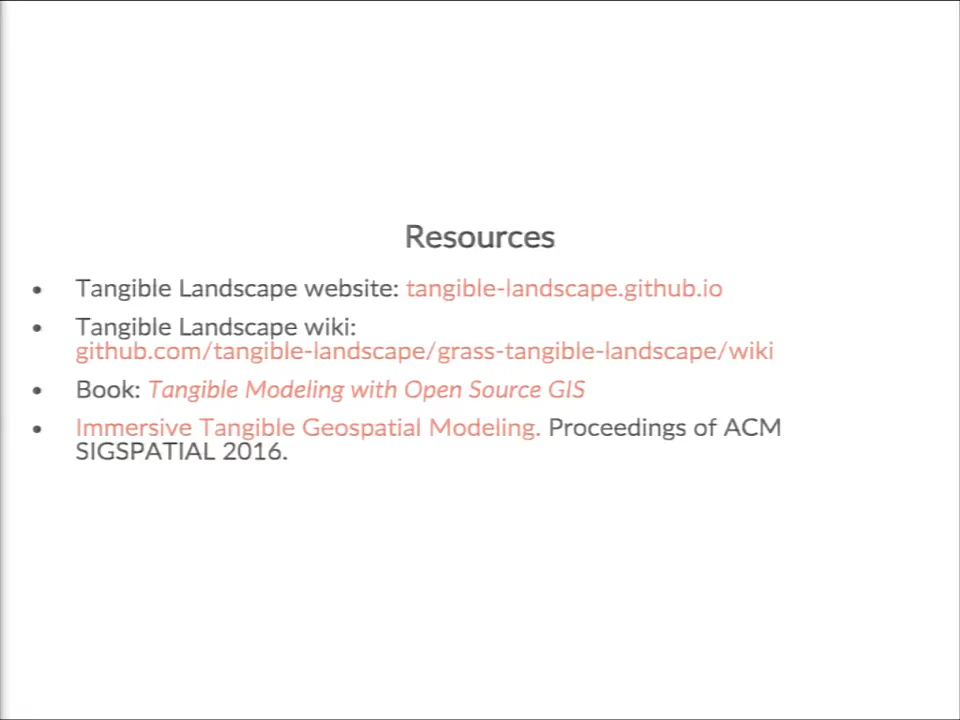 Resources
• Tangible Landscape website: tangible-landscape.github.io
• Tangible Landscape wiki:
github.com/tangible-landscape/grass-tangible-landscape/wiki
• Book: Tangible Modeling with Open Source GIS
• Immersive Tangible Geospatial Modeling. Proceedings of ACM
SIGSPATIAL 2016.